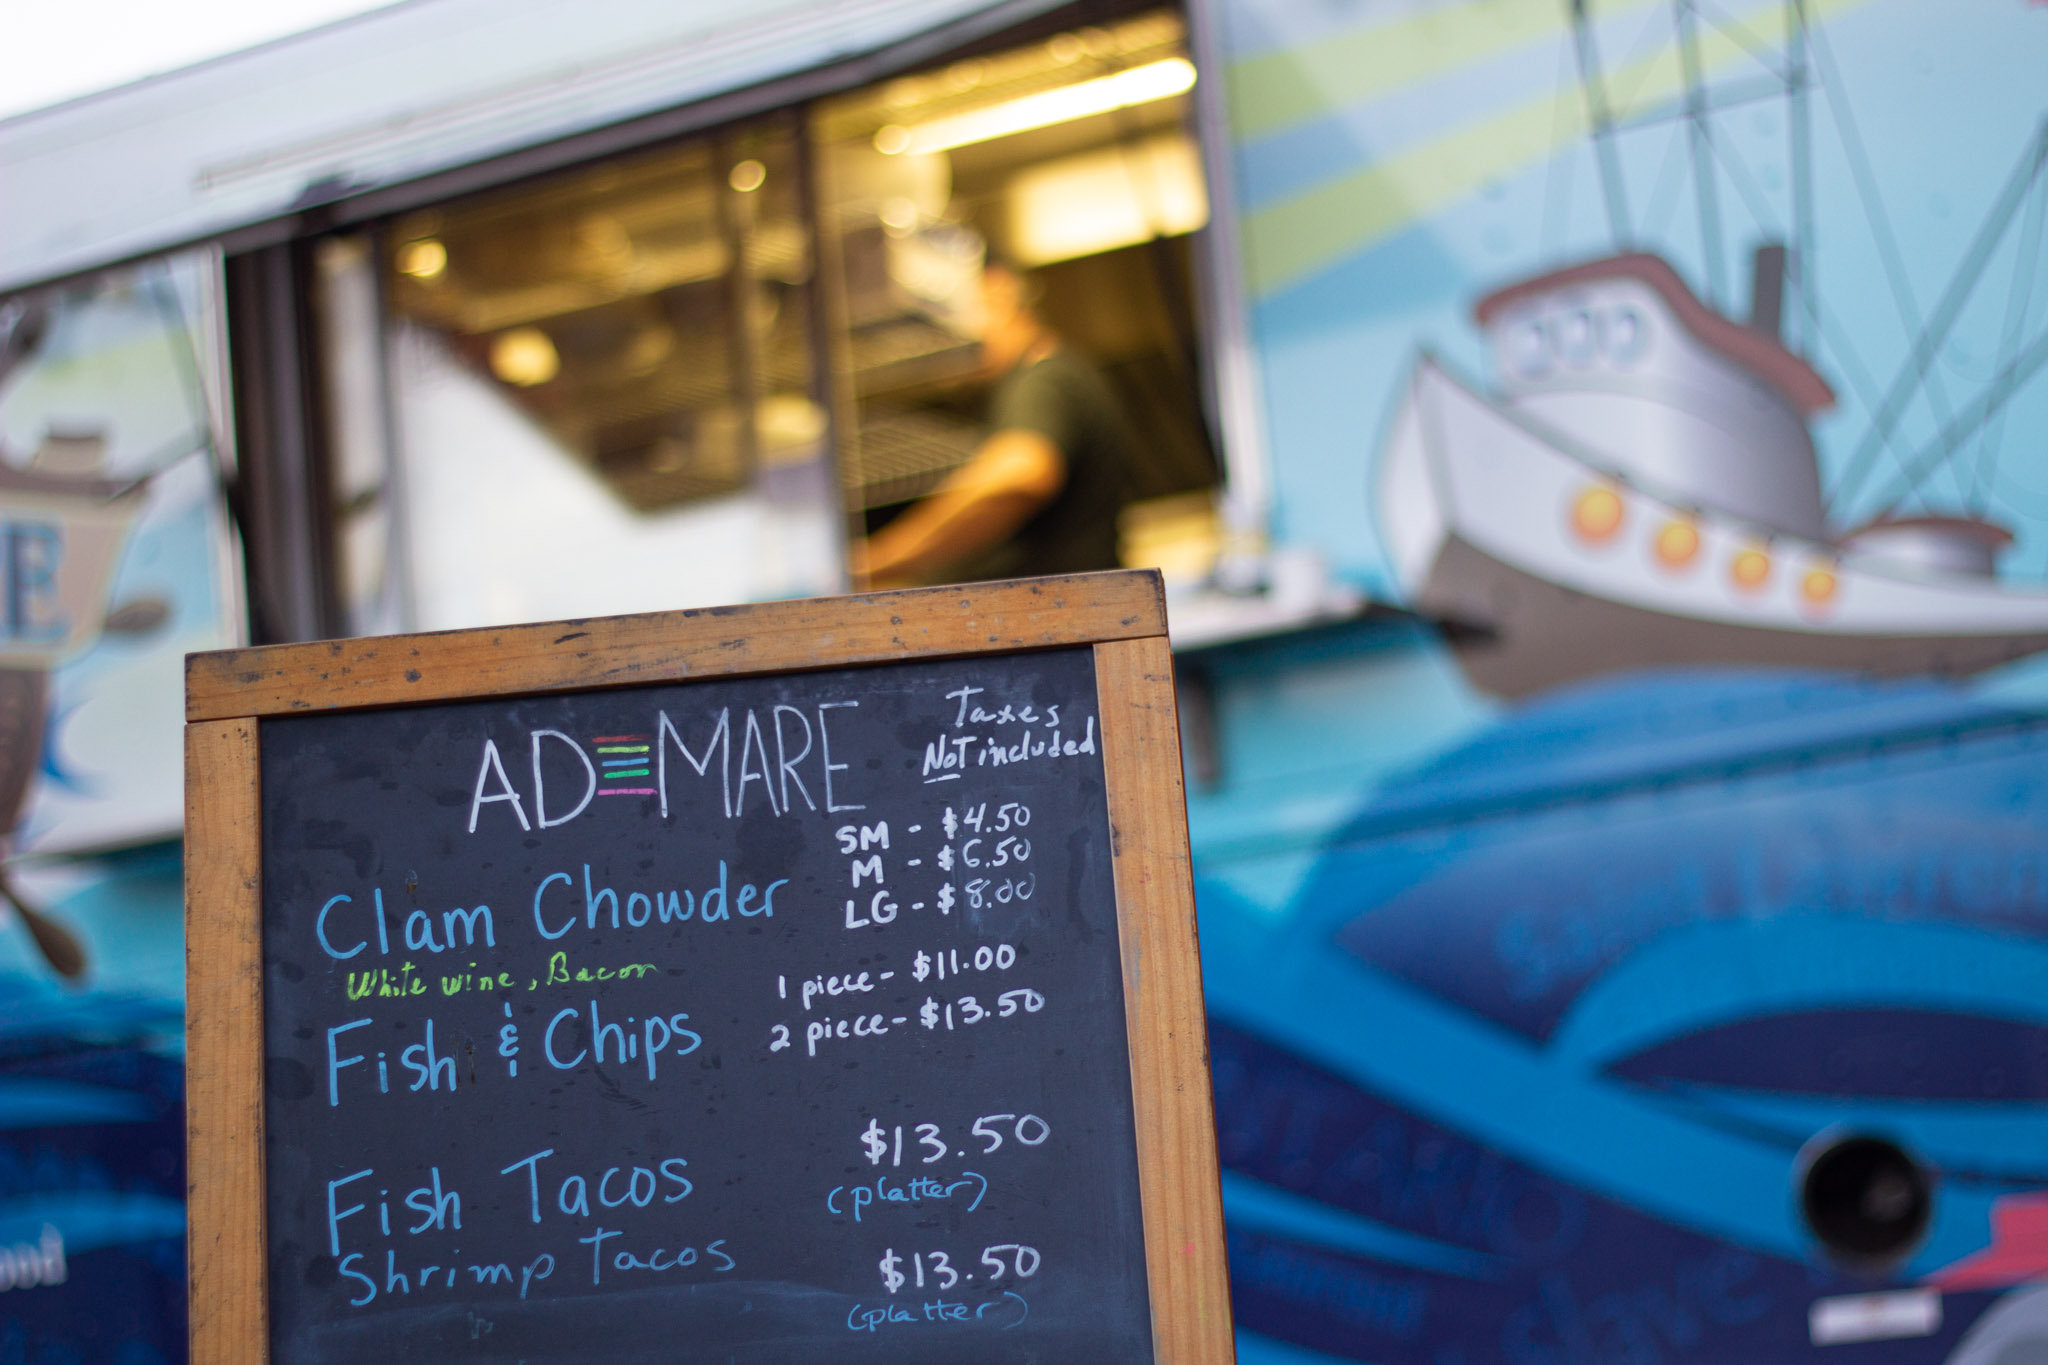 AD MARE
Taxes
NOT included
Clam Chowder
SM - $4.50
M - $6.50
LG - $8.00
White wine, Bacon
Fish & Chips
1 piece - $11.00
2 piece - $13.50
Fish Tacos
$13.50
(platter)
Shrimp Tacos
$13.50
(platter)
E